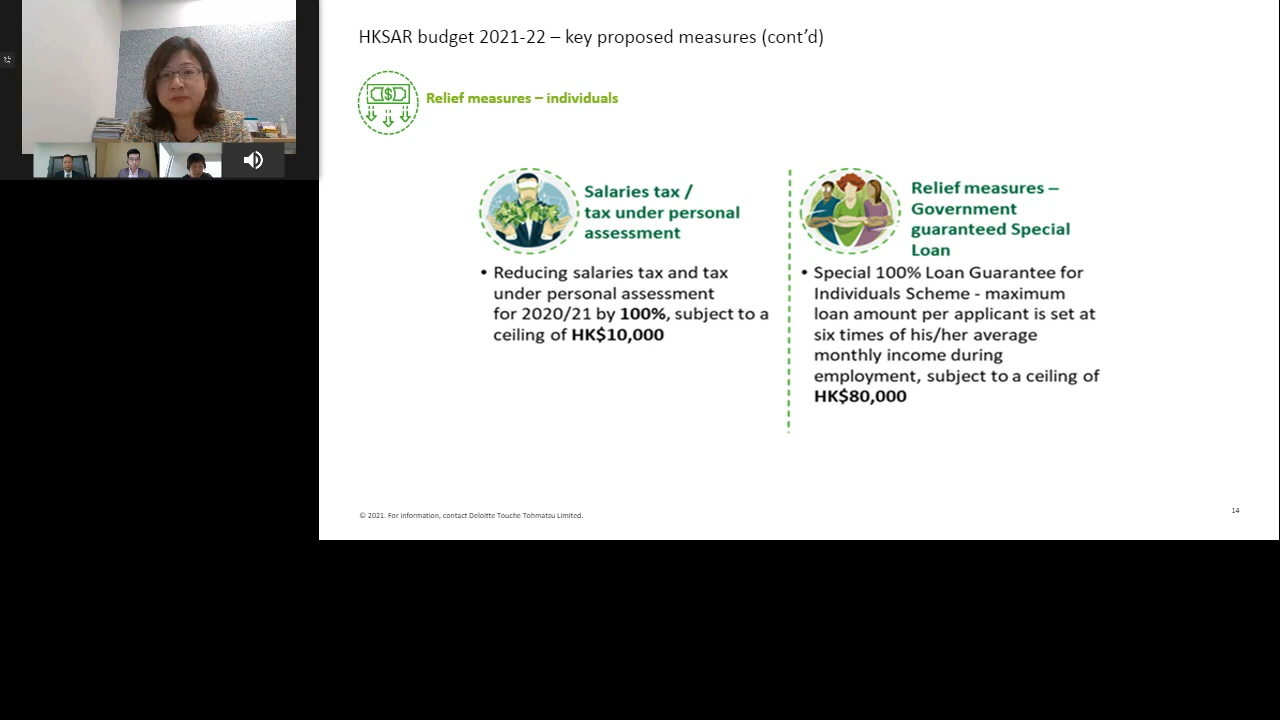 HKSAR budget 2021-22 – key proposed measures (cont’d)
Relief measures – individuals
Salaries tax /
tax under personal
assessment
• Reducing salaries tax and tax
under personal assessment
for 2020/21 by 100%, subject to a
ceiling of HK$10,000
Relief measures –
Government
guaranteed Special
Loan
• Special 100% Loan Guarantee for
Individuals Scheme - maximum
loan amount per applicant is set at
six times of his/her average
monthly income during
employment, subject to a ceiling of
HK$80,000
© 2021. For information, contact Deloitte Touche Tohmatsu Limited.
14